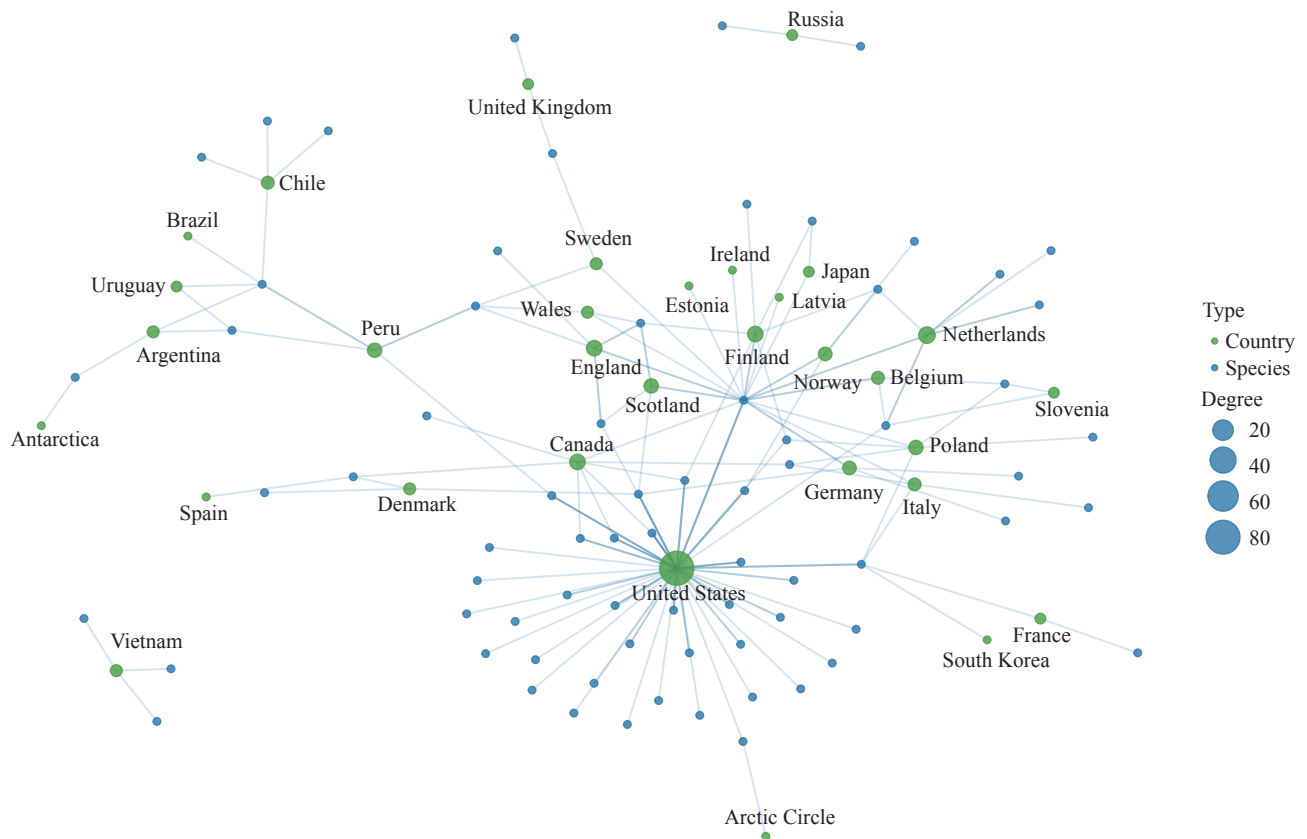 Russia
United Kingdom
Chile
Brazil
Sweden
Ireland
Japan
Uruguay
Estonia
Latvia
Wales
Peru
Argentina
England
Finland
Netherlands
Norway
Belgium
Scotland
Slovenia
Antarctica
Canada
Poland
Germany
Italy
Spain
Denmark
United States
Vietnam
France
South Korea
Arctic Circle
Type
Country
Species
Degree
20
40
60
80